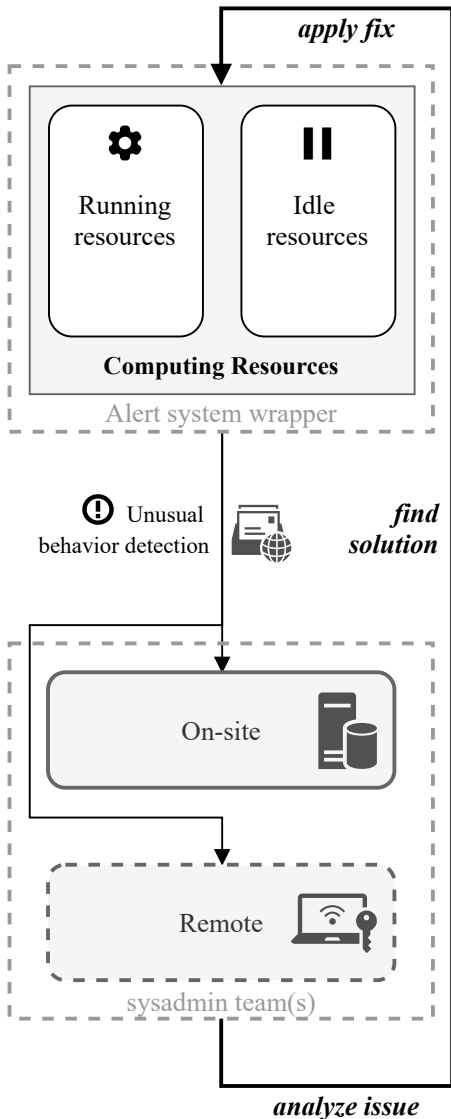 apply fix
Running
resources
Idle
resources
Computing Resources
Alert system wrapper
Unusual
behavior detection
find
solution
On-site
Remote
sysadmin team(s)
analyze issue